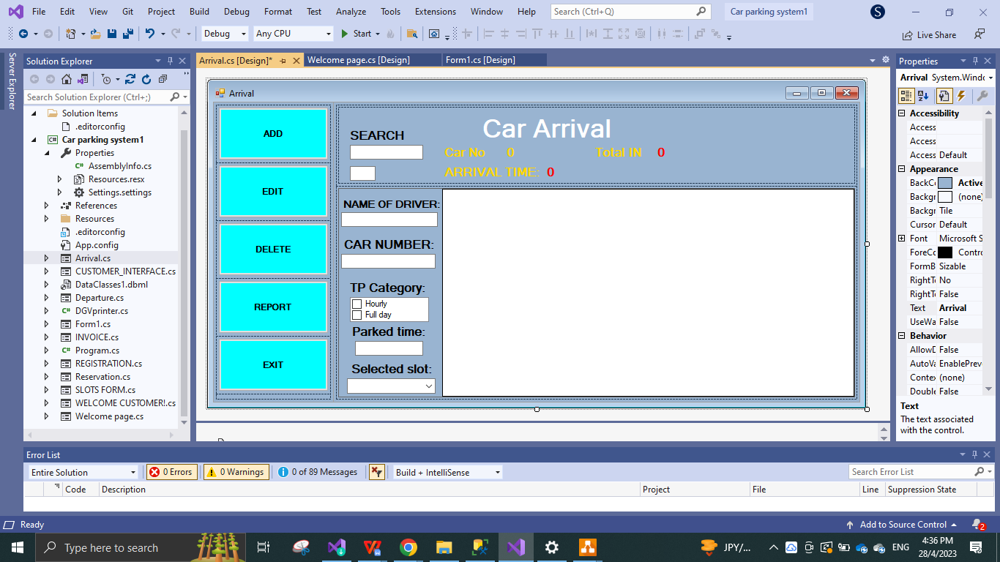 File Edit View Git Project Build Debug Format Test Analyze Tools Extensions Window Help Search (Ctrl+Q) Car parking system1 S
Debug Any CPU Start Live Share
Server Explorer
Solution Explorer
Search Solution Explorer (Ctrl+;)
Solution Items
.editorconfig
Car parking system1
Properties
AssemblyInfo.cs
Resources.resx
Settings.settings
References
Resources
.editorconfig
App.config
Arrival.cs
CUSTOMER_INTERFACE.cs
DataClasses1.dbml
Departure.cs
DGVprinter.cs
Form1.cs
INVOICE.cs
Program.cs
REGISTRATION.cs
Reservation.cs
SLOTS FORM.cs
WELCOME CUSTOMER!.cs
Welcome page.cs
Arrival.cs [Design]* Welcome page.cs [Design] Form1.cs [Design]
Arrival
ADD
EDIT
DELETE
REPORT
EXIT
Car Arrival
SEARCH
Car No 0 Total IN 0
ARRIVAL TIME: 0
NAME OF DRIVER:
CAR NUMBER:
TP Category:
Hourly
Full day
Parked time:
Selected slot:
Properties
Arrival System.Windc
Accessibility
Access
Access
Access Default
Appearance
BackCo Active
Backgr (none)
Backgr Tile
Cursor Default
Font Microsoft S
ForeCo Contro
FormB Sizable
RightTo No
RightTo False
Text Arrival
UseWa False
Behavior
AllowD False
AutoVa EnablePrev
Contex (none)
Double False
Text
The text associated
with the control.
Error List
Entire Solution 0 Errors 0 Warnings 0 of 89 Messages Build + IntelliSense Search Error List
Code Description Project File Line Suppression State
Ready Add to Source Control 2
Type here to search JPY/... ENG 4:36 PM
28/4/2023